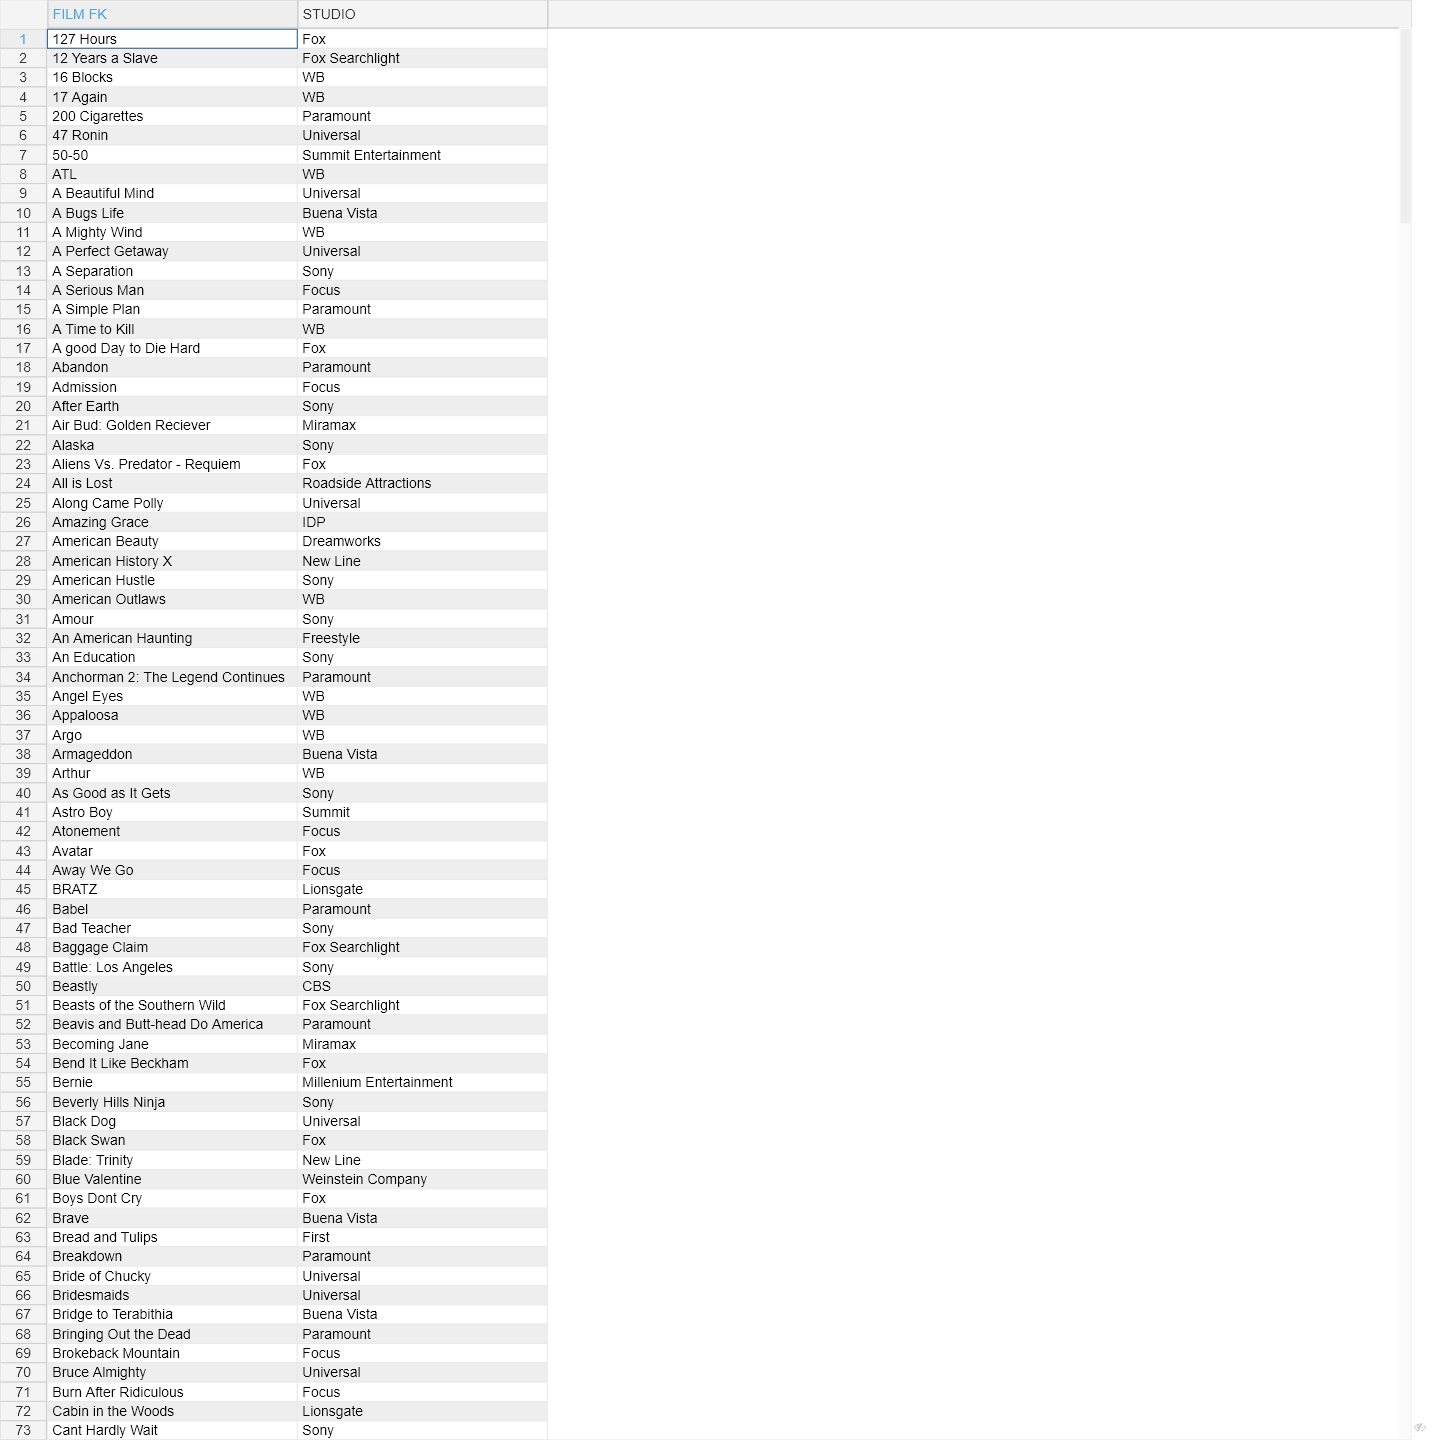 FILM FK STUDIO
1 127 Hours Fox
2 12 Years a Slave Fox Searchlight
3 16 Blocks WB
4 17 Again WB
5 200 Cigarettes Paramount
6 47 Ronin Universal
7 50-50 Summit Entertainment
8 ATL WB
9 A Beautiful Mind Universal
10 A Bugs Life Buena Vista
11 A Mighty Wind WB
12 A Perfect Getaway Universal
13 A Separation Sony
14 A Serious Man Focus
15 A Simple Plan Paramount
16 A Time to Kill WB
17 A good Day to Die Hard Fox
18 Abandon Paramount
19 Admission Focus
20 After Earth Sony
21 Air Bud: Golden Reciever Miramax
22 Alaska Sony
23 Aliens Vs. Predator - Requiem Fox
24 All is Lost Roadside Attractions
25 Along Came Polly Universal
26 Amazing Grace IDP
27 American Beauty Dreamworks
28 American History X New Line
29 American Hustle Sony
30 American Outlaws WB
31 Amour Sony
32 An American Haunting Freestyle
33 An Education Sony
34 Anchorman 2: The Legend Continues Paramount
35 Angel Eyes WB
36 Appaloosa WB
37 Argo WB
38 Armageddon Buena Vista
39 Arthur WB
40 As Good as It Gets Sony
41 Astro Boy Summit
42 Atonement Focus
43 Avatar Fox
44 Away We Go Focus
45 BRATZ Lionsgate
46 Babel Paramount
47 Bad Teacher Sony
48 Baggage Claim Fox Searchlight
49 Battle: Los Angeles Sony
50 Beastly CBS
51 Beasts of the Southern Wild Fox Searchlight
52 Beavis and Butt-head Do America Paramount
53 Becoming Jane Miramax
54 Bend It Like Beckham Fox
55 Bernie Millenium Entertainment
56 Beverly Hills Ninja Sony
57 Black Dog Universal
58 Black Swan Fox
59 Blade: Trinity New Line
60 Blue Valentine Weinstein Company
61 Boys Dont Cry Fox
62 Brave Buena Vista
63 Bread and Tulips First
64 Breakdown Paramount
65 Bride of Chucky Universal
66 Bridesmaids Universal
67 Bridge to Terabithia Buena Vista
68 Bringing Out the Dead Paramount
69 Brokeback Mountain Focus
70 Bruce Almighty Universal
71 Burn After Ridiculous Focus
72 Cabin in the Woods Lionsgate
73 Cant Hardly Wait Sony